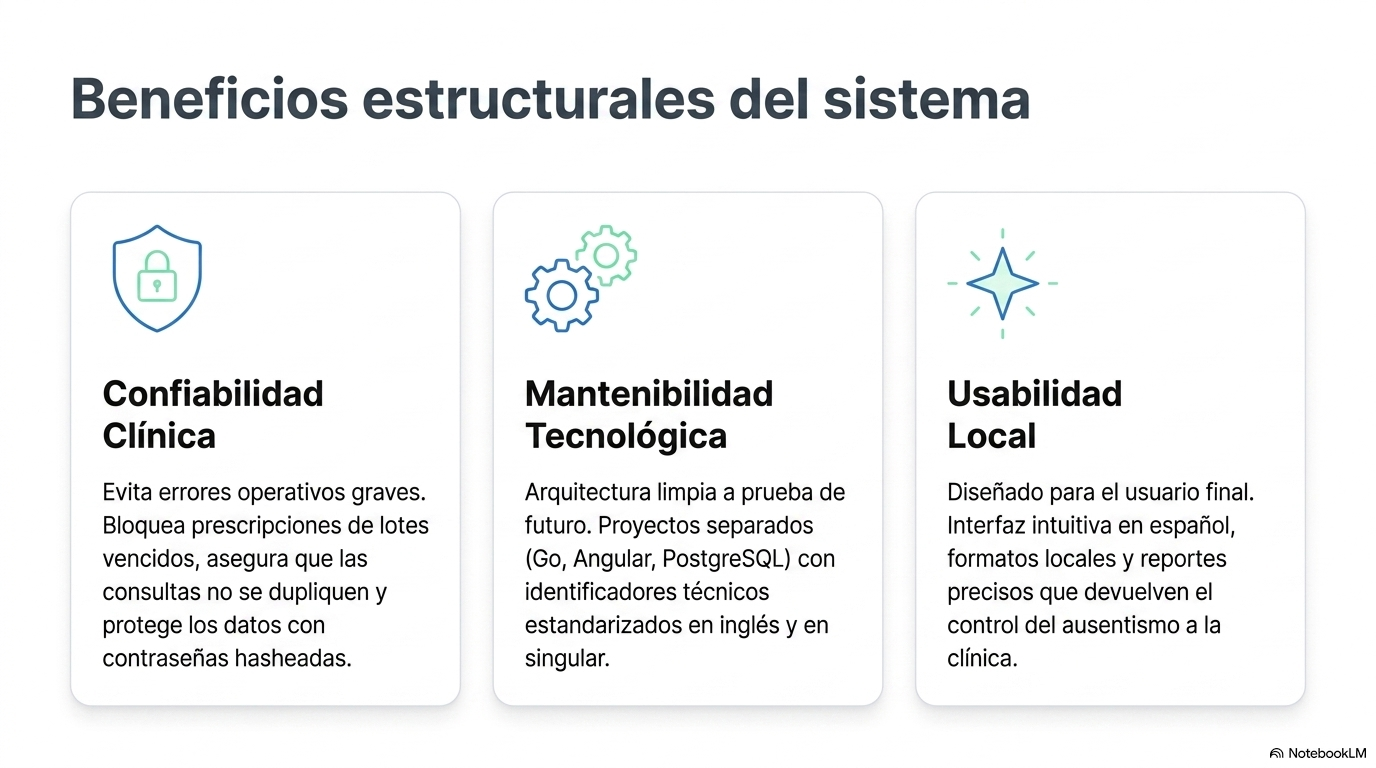 Beneficios estructurales del sistema
Confiabilidad
Clínica
Evita errores operativos graves.
Bloquea prescripciones de lotes
vencidos, asegura que las
consultas no se dupliquen y
protege los datos con
contraseñas hasheadas.
Mantenibilidad
Tecnológica
Arquitectura limpia a prueba de
futuro. Proyectos separados
(Go, Angular, PostgreSQL) con
identificadores técnicos
estandarizados en inglés y en
singular.
Usabilidad
Local
Diseñado para el usuario final.
Interfaz intuitiva en español,
formatos locales y reportes
precisos que devuelven el
control del ausentismo a la
clínica.
NotebookLM